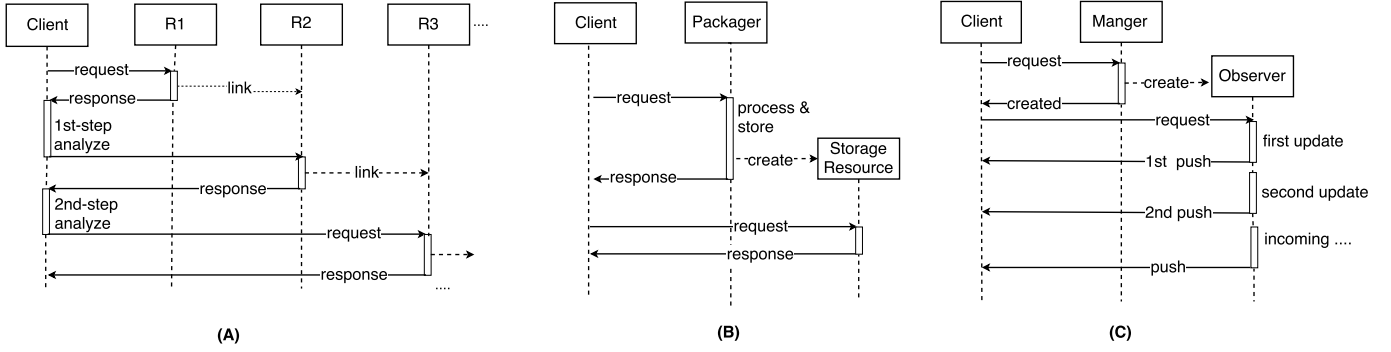 Client
R1
R2
R3
....
request
link
response
1st-step
analyze
link
response
2nd-step
analyze
request
response
....
(A)
Client
Packager
request
process &
store
create
Storage
Resource
response
request
response
(B)
Client
Manger
request
Observer
create
created
request
first update
1st push
second update
2nd push
incoming ....
push
(C)